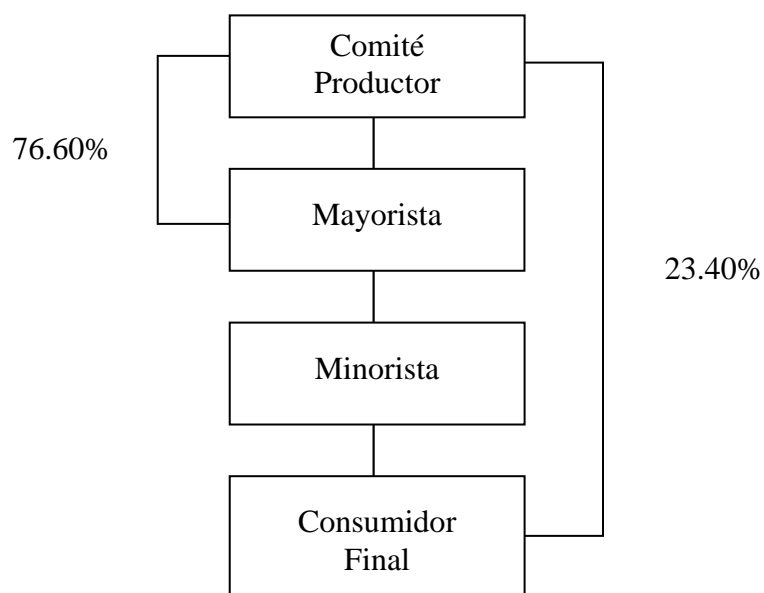 Comité
Productor
76.60%
Mayorista
23.40%
Minorista
Consumidor
Final